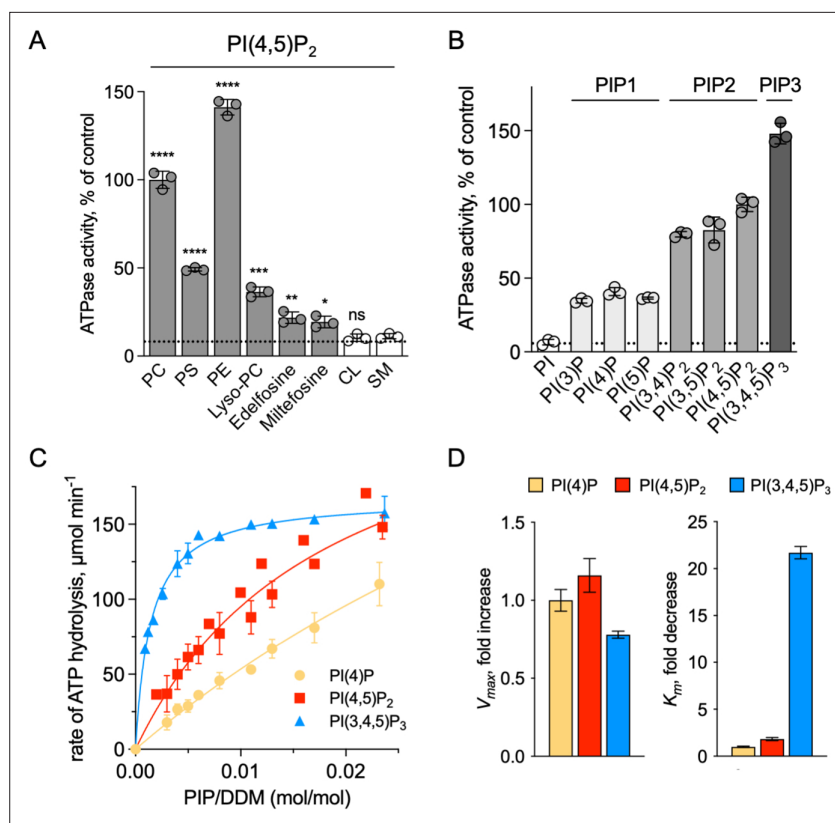 A
PI(4,5)P₂
ATPase activity, % of control
150
100
50
0
****
****
****
***
**
*
ns
PC
PS
PE
Lyso-PC
Edelfosine
Miltefosine
CL
SM
B
PIP1 PIP2 PIP3
ATPase activity, % of control
150
100
50
0
PI
PI(3)P
PI(4)P
PI(5)P
PI(3,4)P₂
PI(3,5)P₂
PI(4,5)P₂
PI(3,4,5)P₃
C
rate of ATP hydrolysis, μmol min⁻¹
150
100
50
0
0.00 0.01 0.02
PIP/DDM (mol/mol)
PI(4)P
PI(4,5)P₂
PI(3,4,5)P₃
D
PI(4)P PI(4,5)P₂ PI(3,4,5)P₃
Vmax, fold increase
1.5
1.0
0.5
0.0
Km, fold decrease
25
20
15
10
5
0